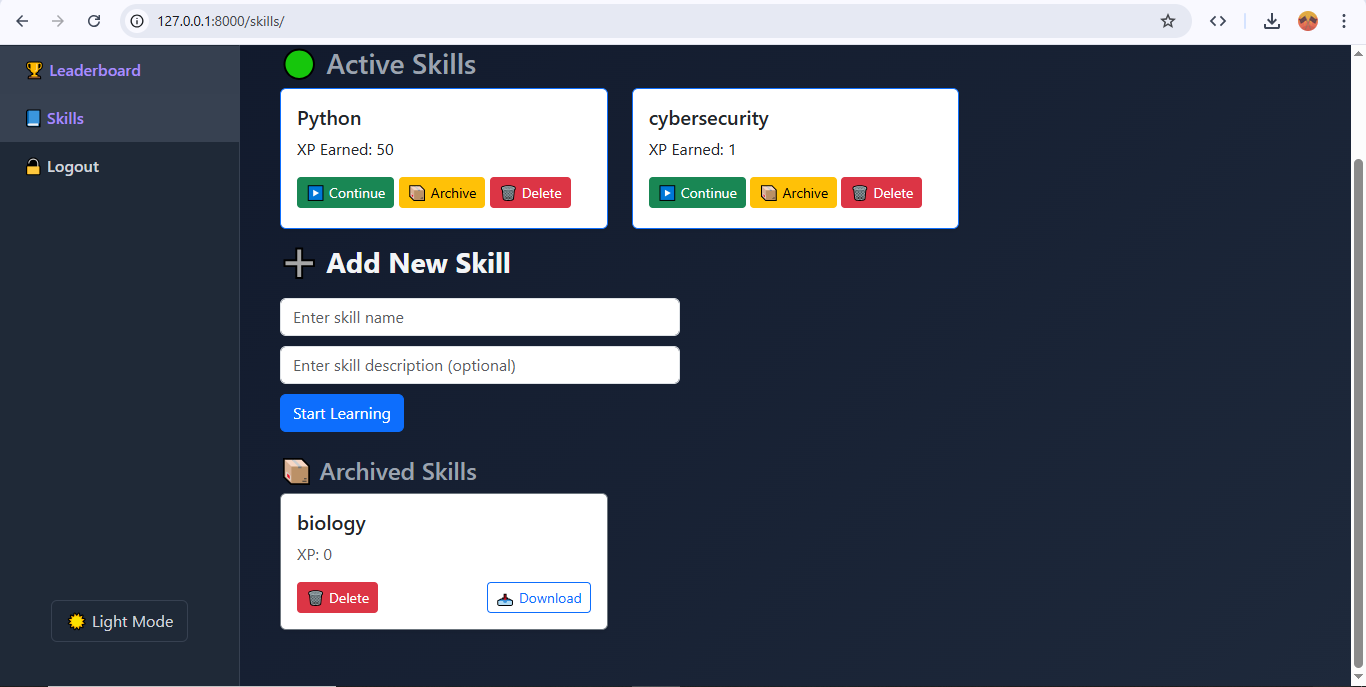 127.0.0.1:8000/skills/
Leaderboard
Skills
Logout
Light Mode
Active Skills
Python
XP Earned: 50
Continue
Archive
Delete
cybersecurity
XP Earned: 1
Continue
Archive
Delete
Add New Skill
Enter skill name
Enter skill description (optional)
Start Learning
Archived Skills
biology
XP: 0
Delete
Download